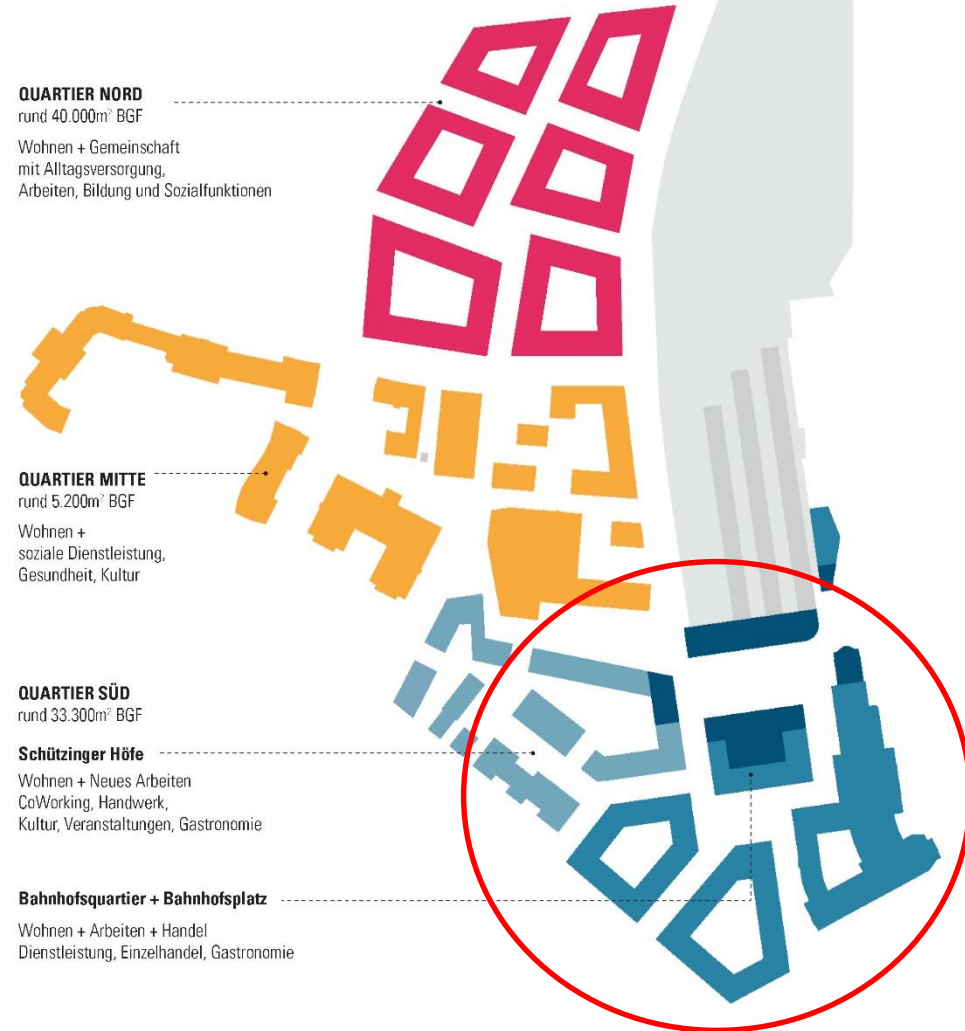 QUARTIER NORD
rund 40.000m² BGF
Wohnen + Gemeinschaft
mit Alltagsversorgung,
Arbeiten, Bildung und Sozialfunktionen
QUARTIER MITTE
rund 5.200m² BGF
Wohnen +
soziale Dienstleistung,
Gesundheit, Kultur
QUARTIER SÜD
rund 33.300m² BGF
Schützinger Höfe
Wohnen + Neues Arbeiten
CoWorking, Handwerk,
Kultur, Veranstaltungen, Gastronomie
Bahnhofsquartier + Bahnhofsplatz
Wohnen + Arbeiten + Handel
Dienstleistung, Einzelhandel, Gastronomie